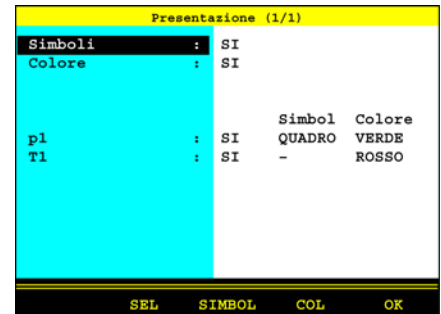 Presentazione (1/1)
Simboli : SI
Colore : SI
Simbol Colore
p1 : SI QUADRO VERDE
T1 : SI - ROSSO
SEL SIMBOL COL OK